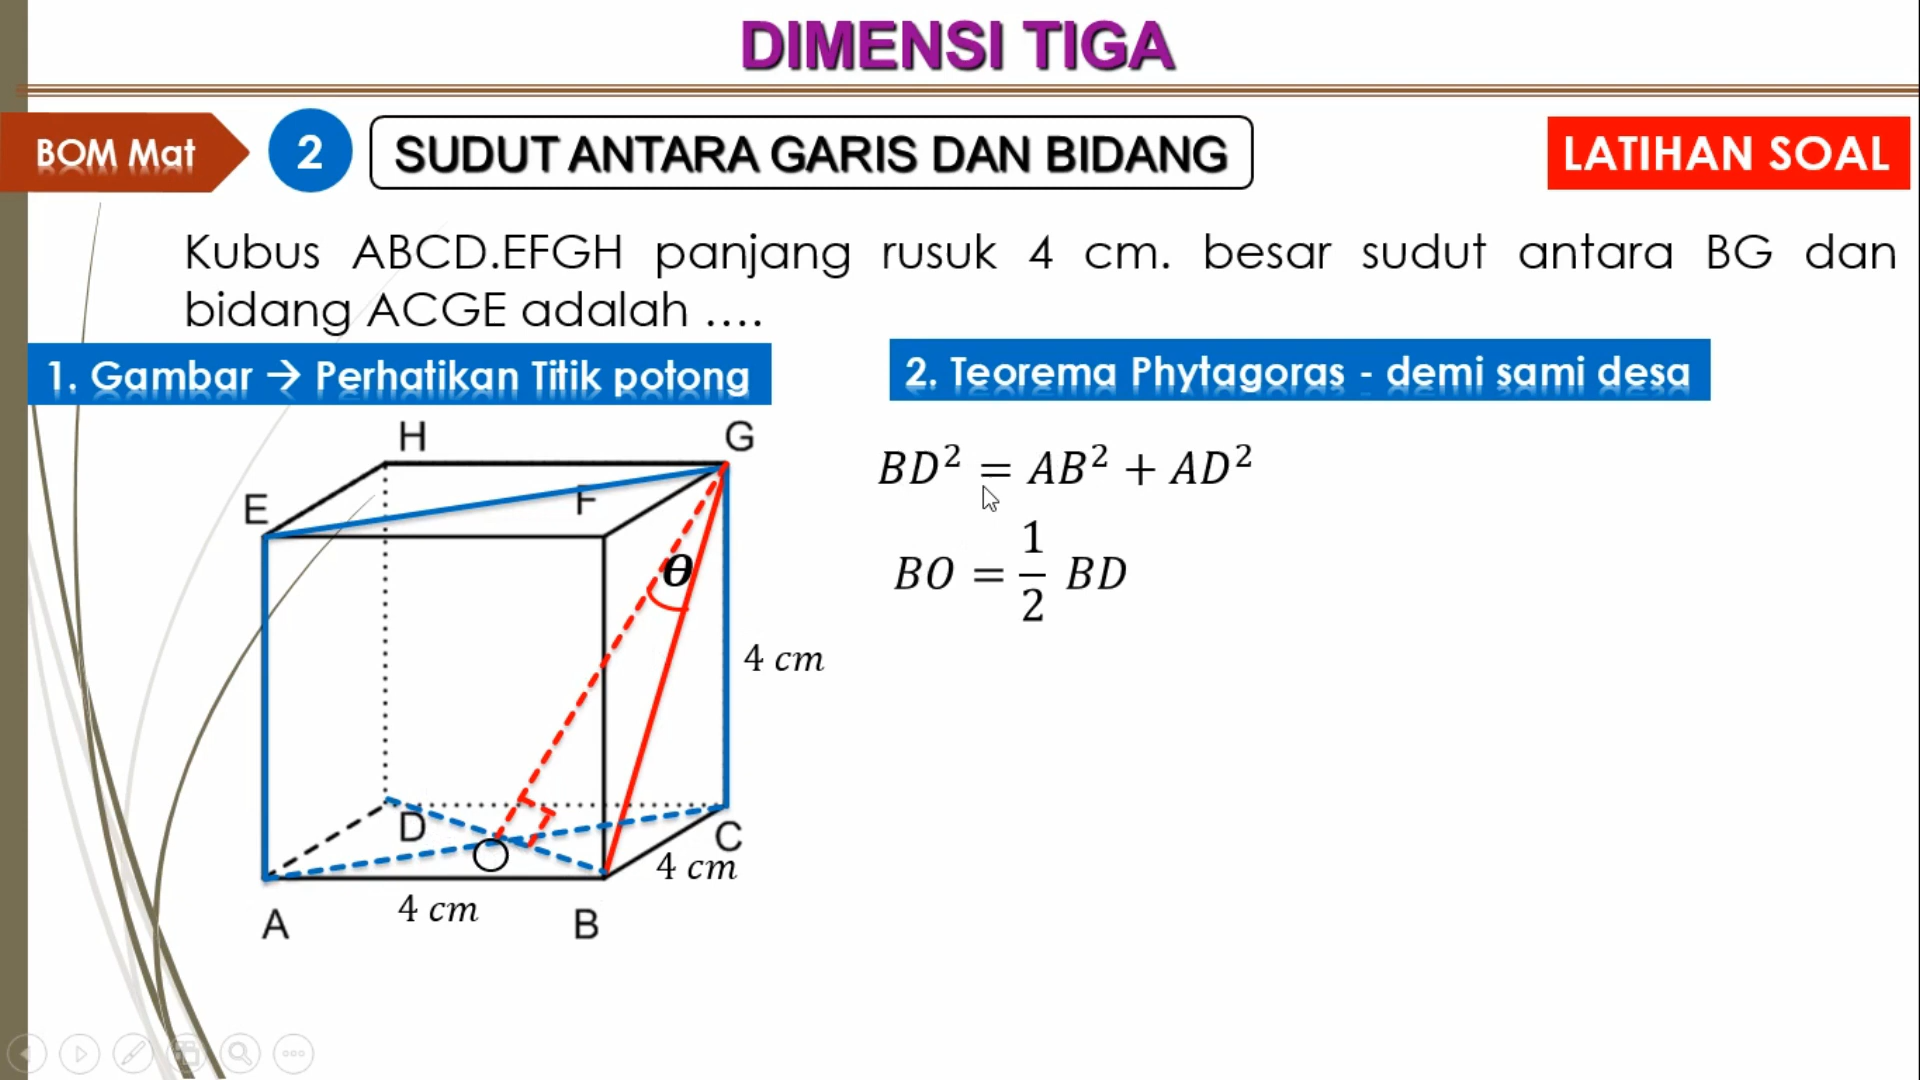 DIMENSI TIGA
BOM Mat
2
SUDUT ANTARA GARIS DAN BIDANG
LATIHAN SOAL
Kubus ABCD.EFGH panjang rusuk 4 cm. besar sudut antara BG dan
bidang ACGE adalah ....
1. Gambar → Perhatikan Titik potong
2. Teorema Phytagoras - demi sami desa
H
G
E
F
θ
4 cm
D
O
C
4 cm
4 cm
A
B
BD² = AB² + AD²
BO = 1/2 BD